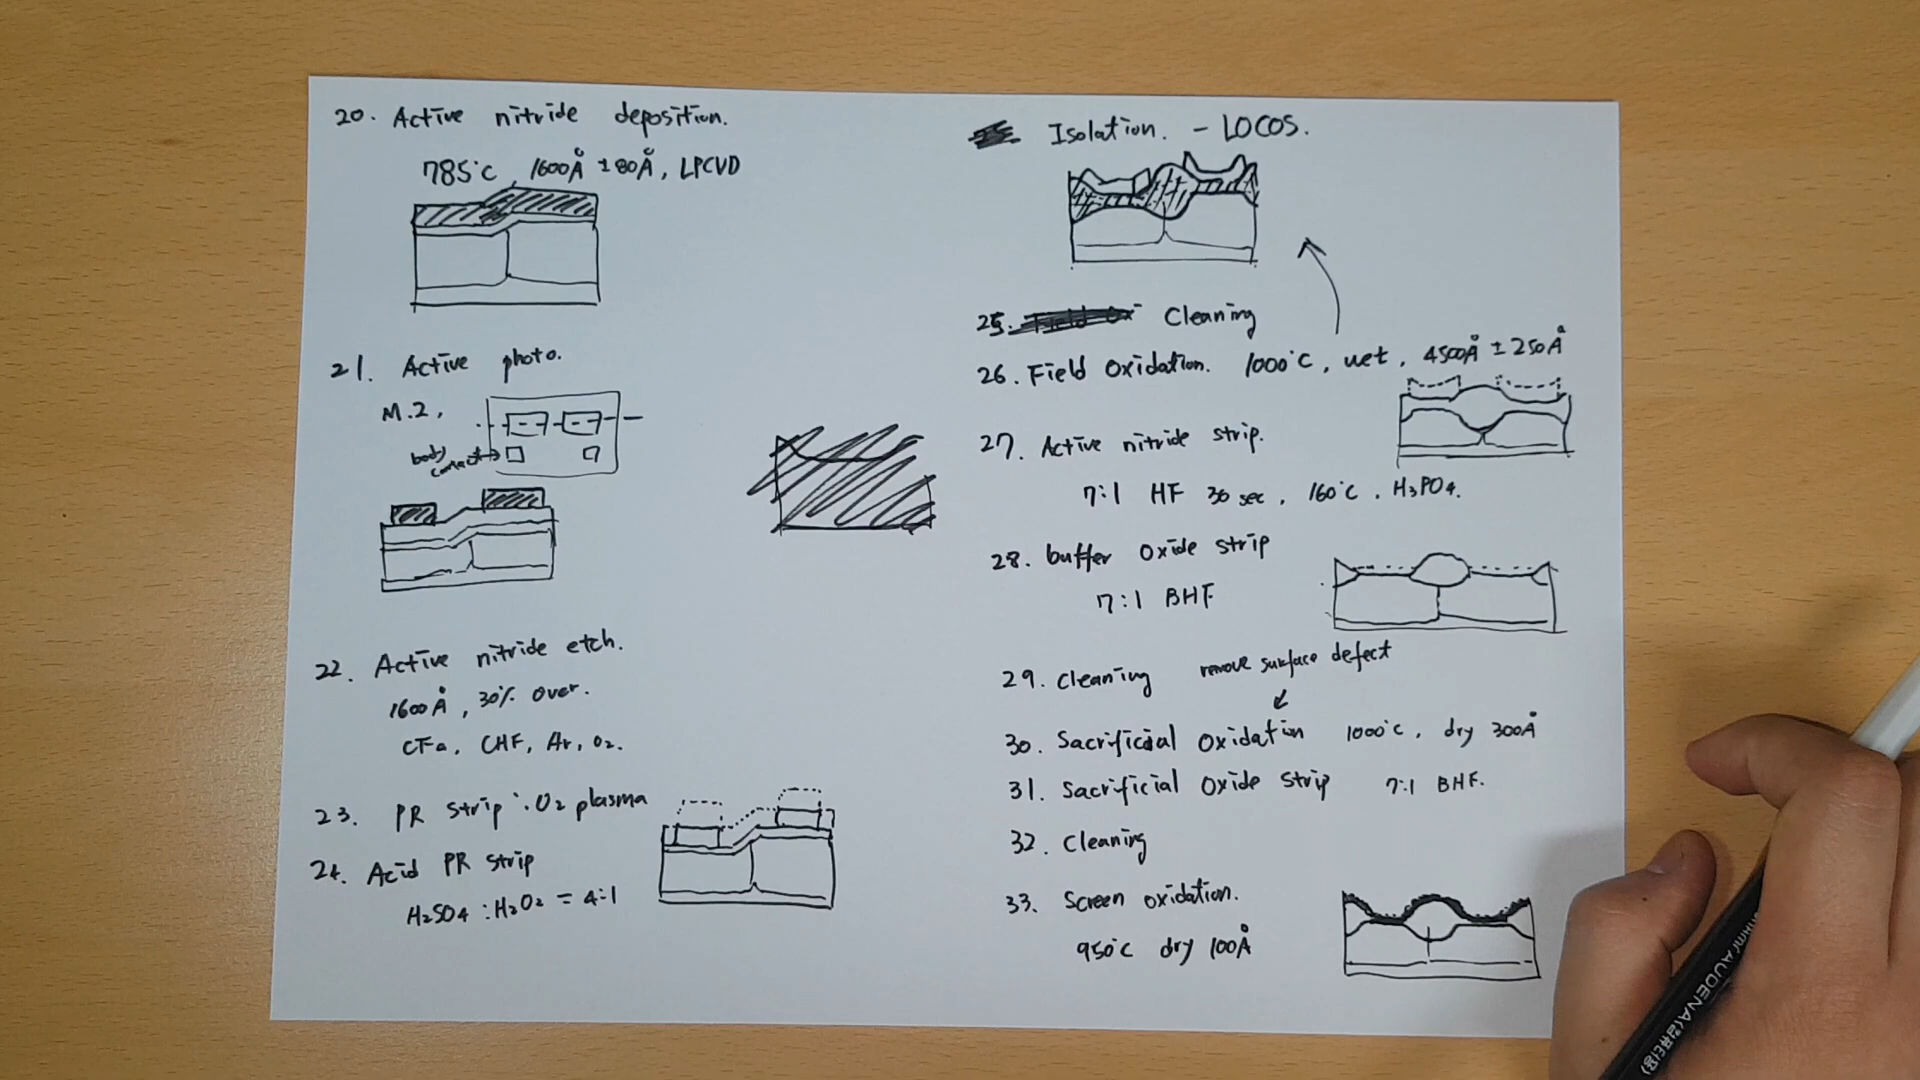 20. Active nitride deposition.
785°C, 1600Å ±80Å, LPCVD
21. Active photo.
M.2,
body
contact
22. Active nitride etch.
1600Å, 30% over.
CF4, CHF, Ar, O2.
23. PR strip : O2 plasma
24. Acid PR strip
H2SO4 : H2O2 = 4:1
Isolation. - LOCOS.
25. Cleaning
26. Field Oxidation. 1000°C, wet, 4500Å ± 250Å
27. Active nitride strip.
7:1 HF 30 sec, 160°C, H3PO4.
28. buffer oxide strip
7:1 BHF
29. Cleaning remove surface defect
30. Sacrificial Oxidation 1000°C, dry 300Å
31. Sacrificial Oxide Strip 7:1 BHF.
32. Cleaning
33. Screen oxidation.
950°C dry 100Å